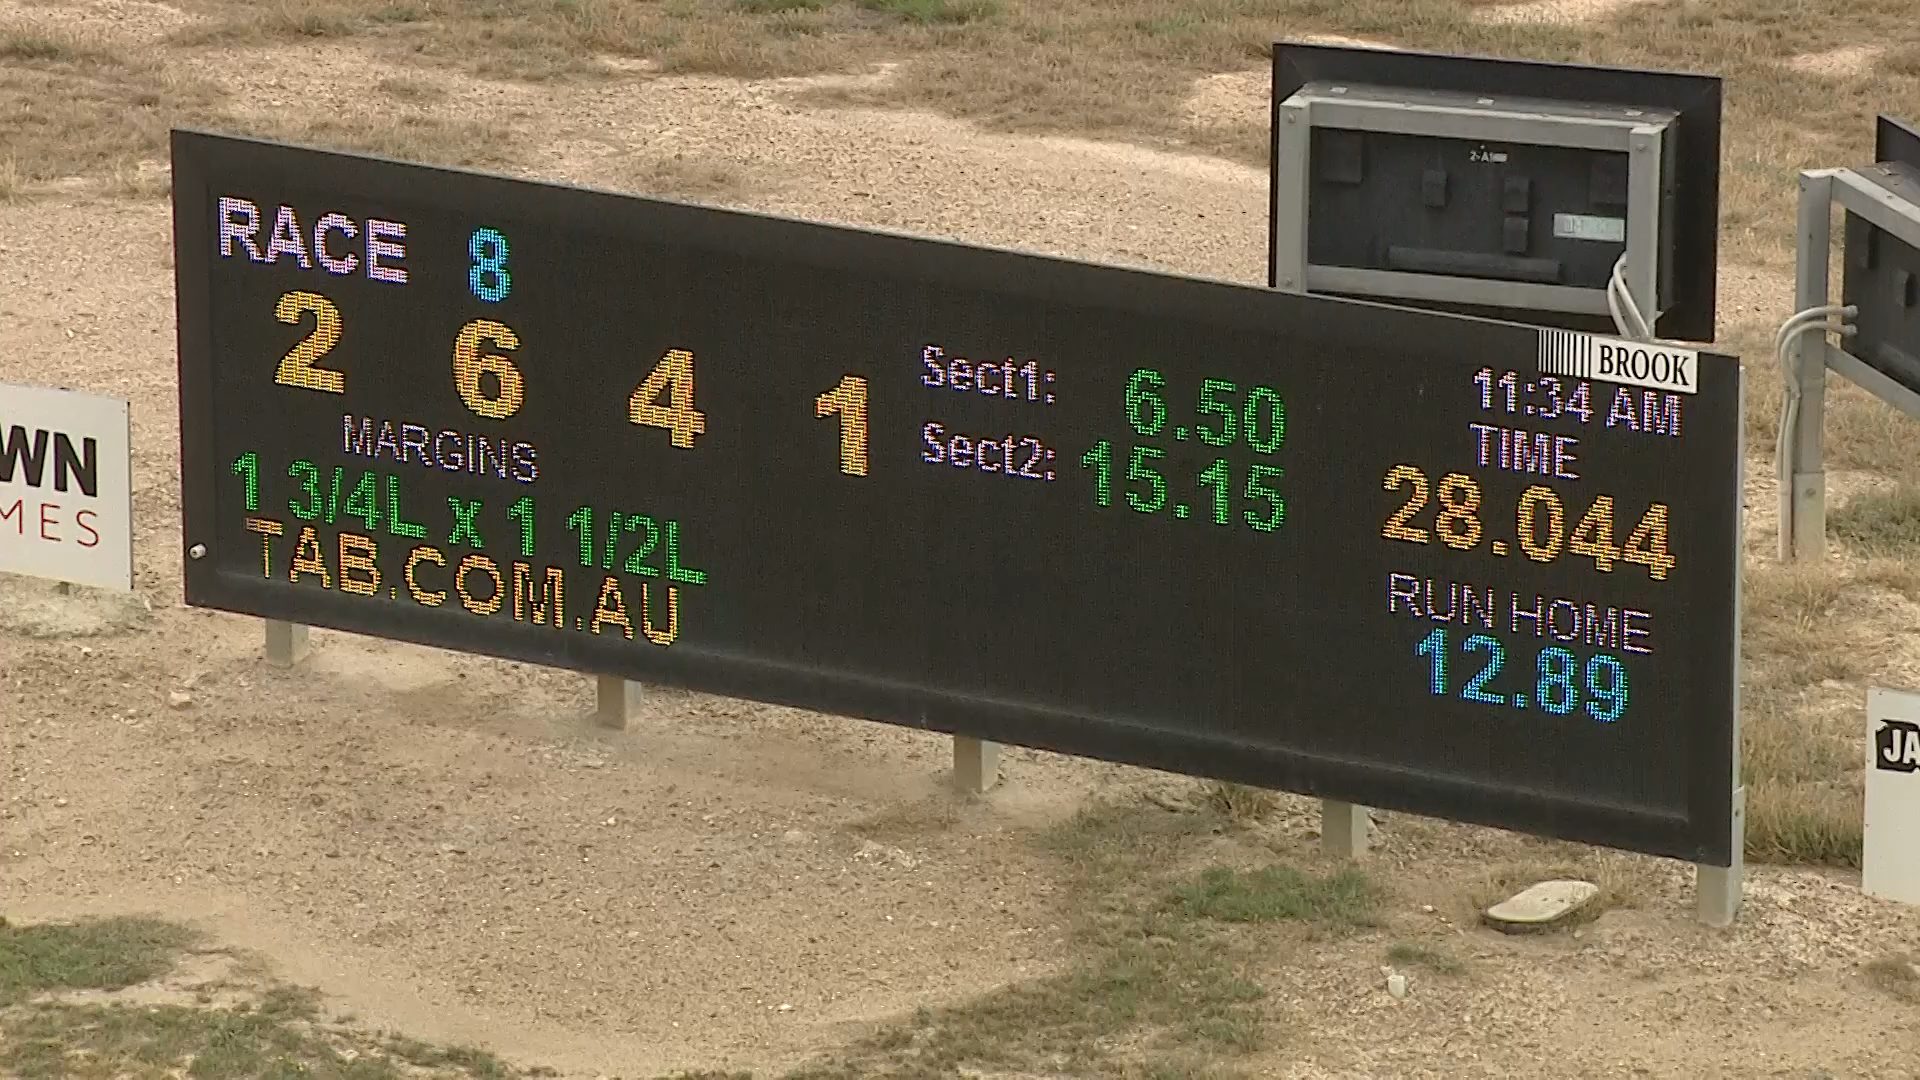 RACE 8
2 6 4 1
MARGINS
1 3/4L X 1 1/2L
TAB.COM.AU
Sect1: 6.50
Sect2: 15.15
BROOK
11:34 AM
TIME
28.044
RUN HOME
12.89
WN
MES
JA